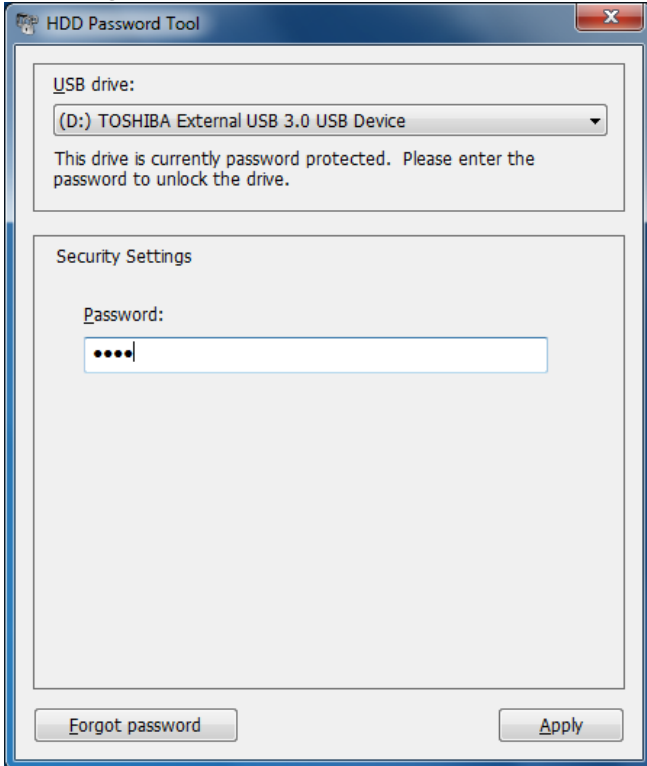 HDD Password Tool
USB drive:
(D:) TOSHIBA External USB 3.0 USB Device
This drive is currently password protected.  Please enter the
password to unlock the drive.
Security Settings
Password:
••••
Forgot password
Apply